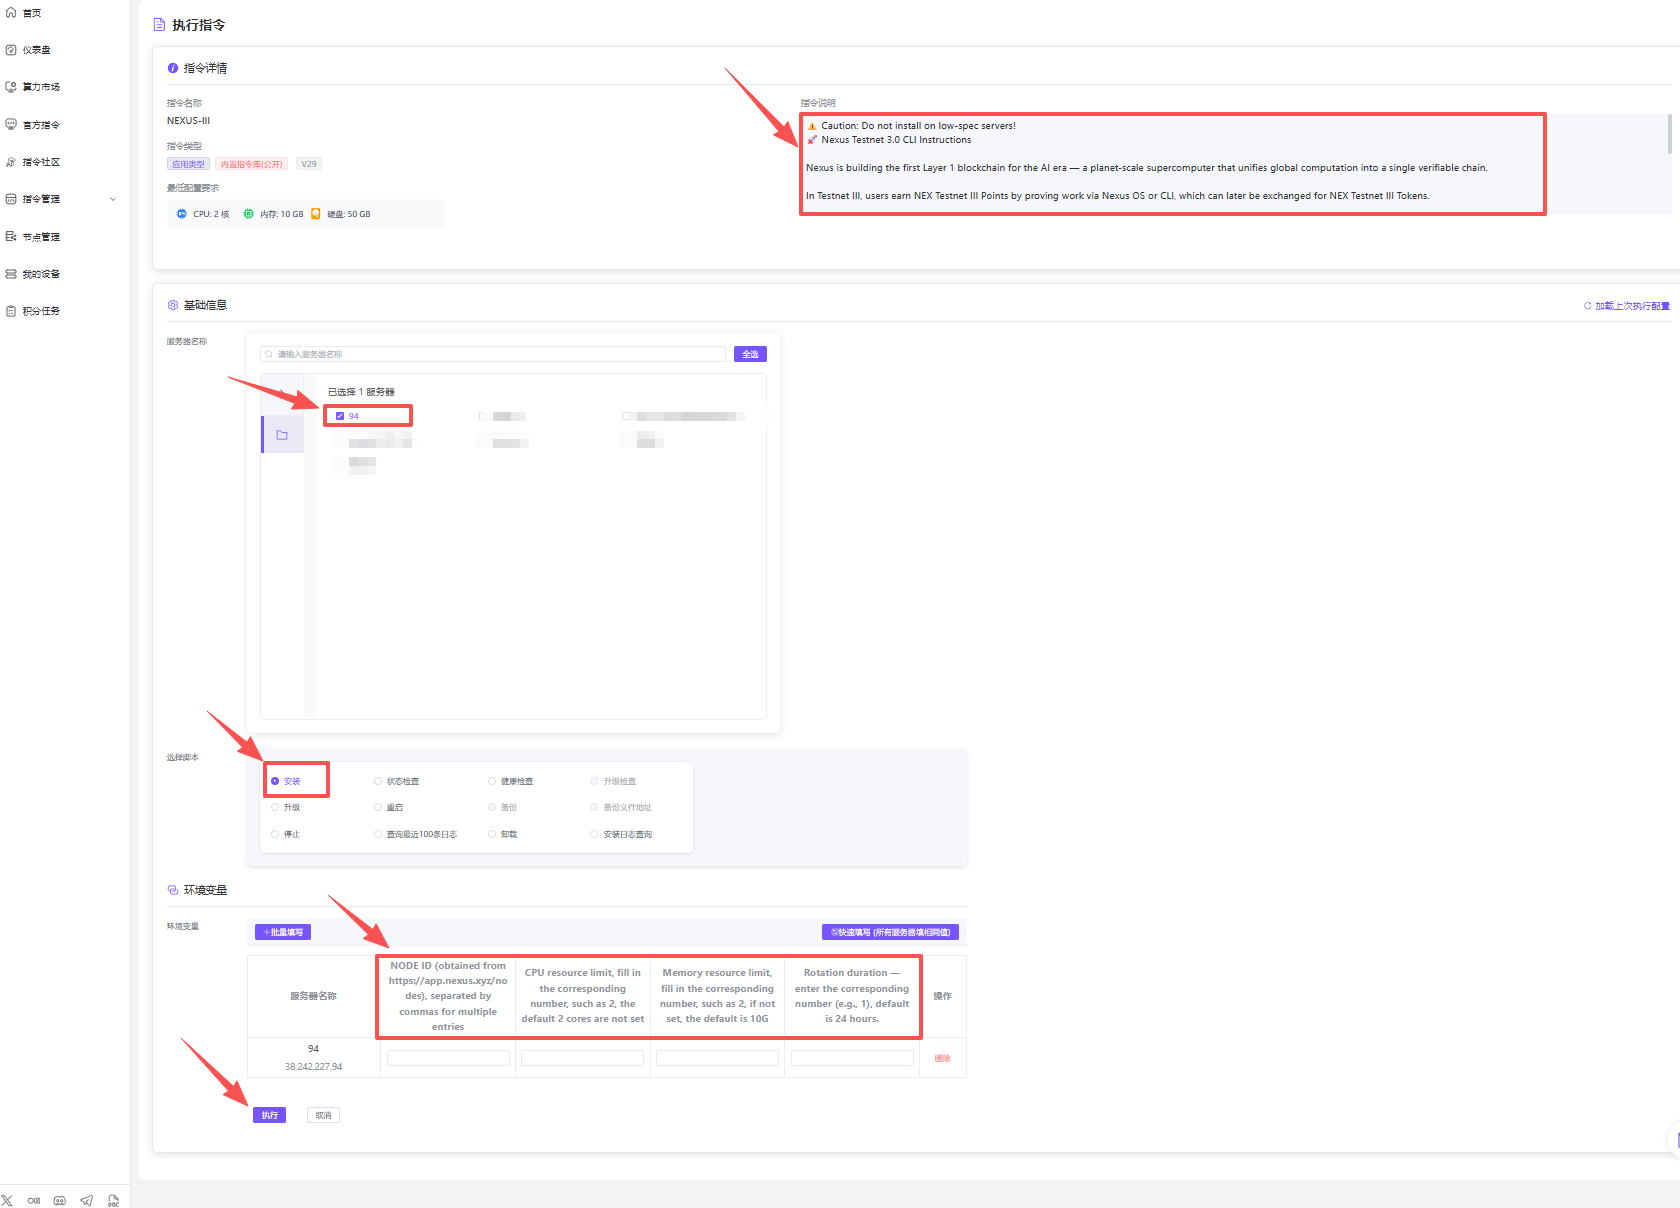 首页
仪表盘
算力市场
官方指令
指令社区
指令管理
节点管理
我的设备
积分任务
执行指令
指令详情
指令名称
NEXUS-III
指令类型
应用类型 内置指令库(公开) V29
最低配置要求
CPU: 2 核 内存: 10 GB 硬盘: 50 GB
指令说明
Caution: Do not install on low-spec servers!
Nexus Testnet 3.0 CLI Instructions
Nexus is building the first Layer 1 blockchain for the AI era — a planet-scale supercomputer that unifies global computation into a single verifiable chain.
In Testnet III, users earn NEX Testnet III Points by proving work via Nexus OS or CLI, which can later be exchanged for NEX Testnet III Tokens.
基础信息
加载上次执行配置
服务器名称
请输入服务器名称
全选
已选择 1 服务器
94
选择脚本
安装 状态检查 健康检查 升级检查
升级 重启 备份 备份文件地址
停止 查询最近100条日志 卸载 安装日志查询
环境变量
环境变量
+批量填写
快速填写 (所有服务器填相同值)
服务器名称
NODE ID (obtained from
https://app.nexus.xyz/no
des), separated by
commas for multiple
entries
CPU resource limit, fill in
the corresponding
number, such as 2, the
default 2 cores are not set
Memory resource limit,
fill in the corresponding
number, such as 2, if not
set, the default is 10G
Rotation duration —
enter the corresponding
number (e.g., 1), default
is 24 hours.
操作
94
38.242.227.94
删除
执行
取消